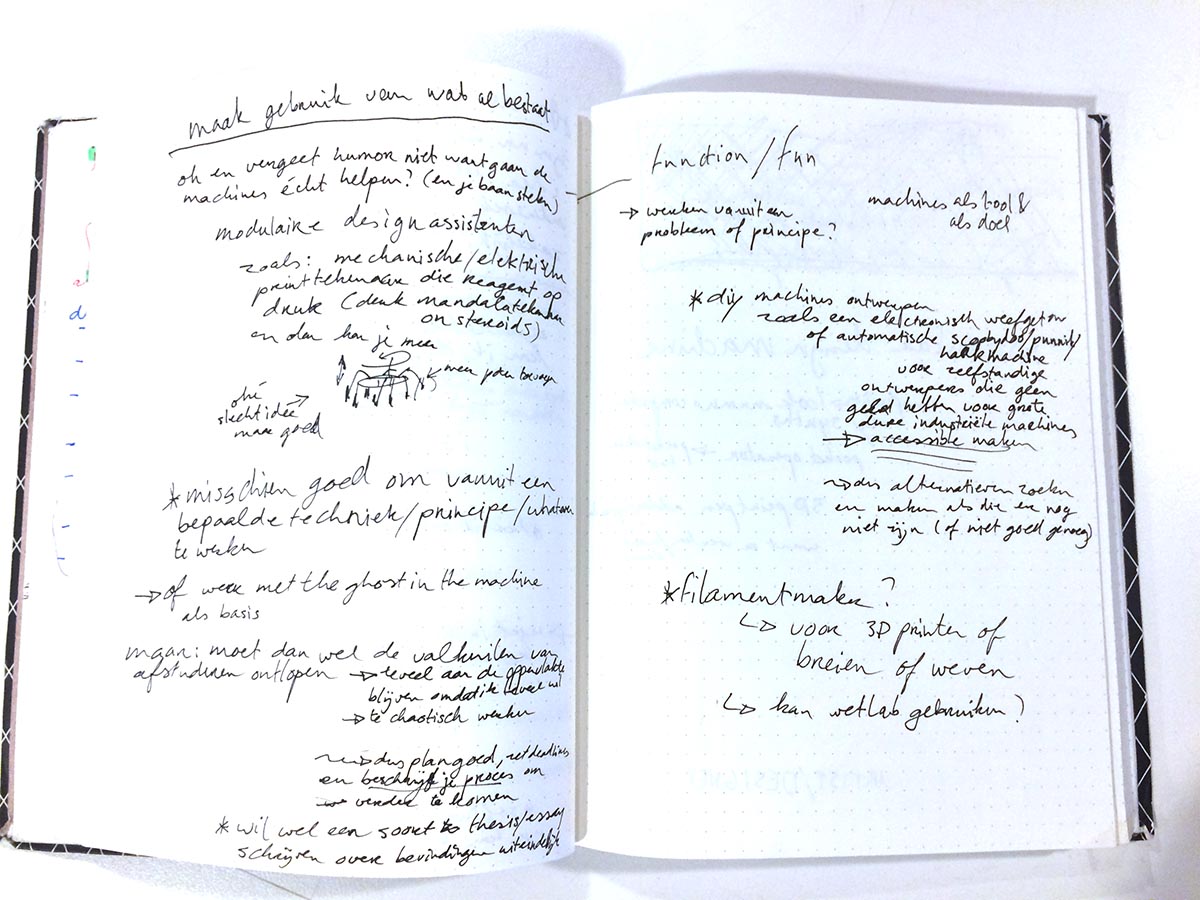 maak gebruik van wat al bestaat
oh en vergeet humor niet want gaan de
machines écht helpen? (en je baan stelen)
modulaire design assistenten
zoals: mechanische/elektrische
die reageert op
druk (denk mandalatekenen
on steroids)
en dan kan je meer
meer poten toevoegen
ohé
slecht idee
maar goed
*misschien goed om vanuit een
bepaalde techniek/principe/whatever
te werken
→ of werk met the ghost in the machine
als basis
maar: moet dan wel de valkuilen van
afstuderen ontlopen → teveel aan de oppervlakte
blijven omdat ik teveel wil
→ te chaotisch werken
→ dus plan goed, zet deadlines
en beschrijf je proces om
verder te komen
*wil wel een soort thesis/essay
schrijven over bevindingen uiteindelijk
function/fun
machines als tool &
als doel
→ werken vanuit een
probleem of principe?
*diy machines ontwerpen
zoals een electronisch weefgetouw
of automatische scoobydoo/punnik/
haakmachine
voor zelfstandige
ontwerpers die geen
geld hebben voor grote
dure industriële machines
→ accessible maken
→ dus alternatieven zoeken
en maken als die er nog
niet zijn (of niet goed genoeg)
*filamentmaker?
↳ voor 3D printen of
breien of weven
↳ kan wetlab gebruiken?